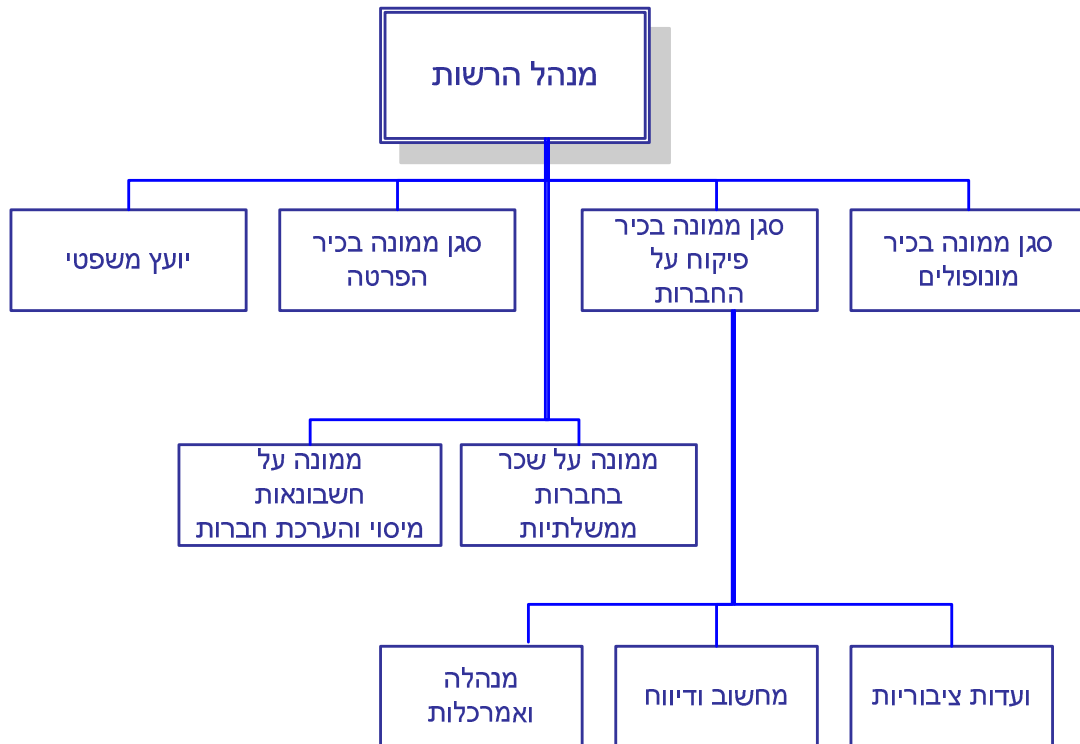 מנהל הרשות
סגן ממונה בכיר
מונופולים
סגן ממונה בכיר
פיקוח על
החברות
סגן ממונה בכיר
הפרטה
יועץ משפטי
ממונה על שכר
בחברות
ממשלתיות
ממונה על
חשבונאות
מיסוי והערכת חברות
ועדות ציבוריות
מחשוב ודיווח
מנהלה
ואמרכלות